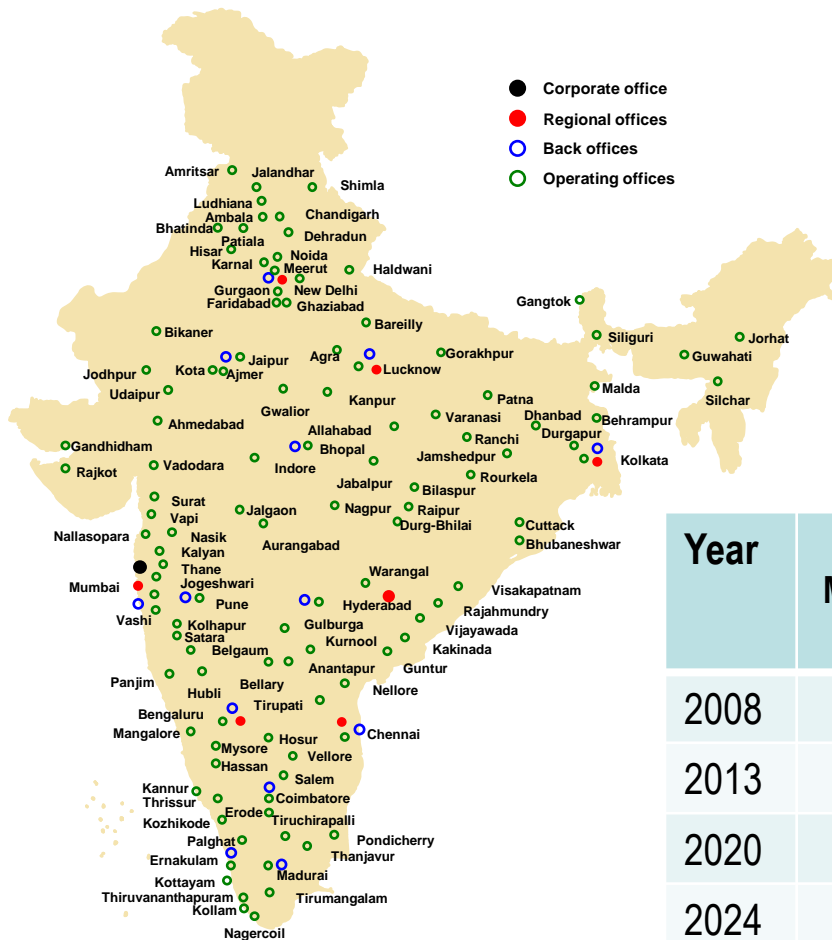 Corporate office
Regional offices
Back offices
Operating offices
Amritsar
Jalandhar
Shimla
Ludhiana
Ambala
Chandigarh
Bhatinda
Patiala
Dehradun
Hisar
Noida
Karnal
Meerut
Haldwani
Gurgaon
New Delhi
Faridabad
Ghaziabad
Gangtok
Bikaner
Bareilly
Siliguri
Jorhat
Agra
Gorakhpur
Guwahati
Jaipur
Jodhpur
Kota
Ajmer
Lucknow
Udaipur
Malda
Silchar
Gwalior
Kanpur
Patna
Ahmedabad
Varanasi
Dhanbad
Behrampur
Allahabad
Ranchi
Durgapur
Gandhidham
Bhopal
Jamshedpur
Kolkata
Rajkot
Vadodara
Indore
Rourkela
Jabalpur
Bilaspur
Surat
Jalgaon
Nagpur
Raipur
Vapi
Durg-Bhilai
Cuttack
Nallasopara
Nasik
Aurangabad
Bhubaneshwar
Kalyan
Thane
Warangal
Jogeshwari
Mumbai
Visakapatnam
Pune
Hyderabad
Rajahmundry
Vashi
Kolhapur
Gulburga
Vijayawada
Satara
Kurnool
Belgaum
Kakinada
Anantapur
Guntur
Panjim
Bellary
Hubli
Nellore
Tirupati
Bengaluru
Mangalore
Hosur
Chennai
Mysore
Vellore
Hassan
Salem
Kannur
Coimbatore
Thrissur
Erode
Kozhikode
Tiruchirapalli
Palghat
Pondicherry
Thanjavur
Ernakulam
Madurai
Kottayam
Thiruvananthapuram
Tirumangalam
Kollam
Nagercoil
Year
M
2008
2013
2020
2024